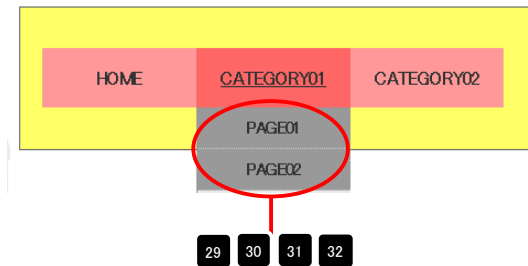 HOME CATEGORY01 CATEGORY02
PAGE01
PAGE02
29 30 31 32